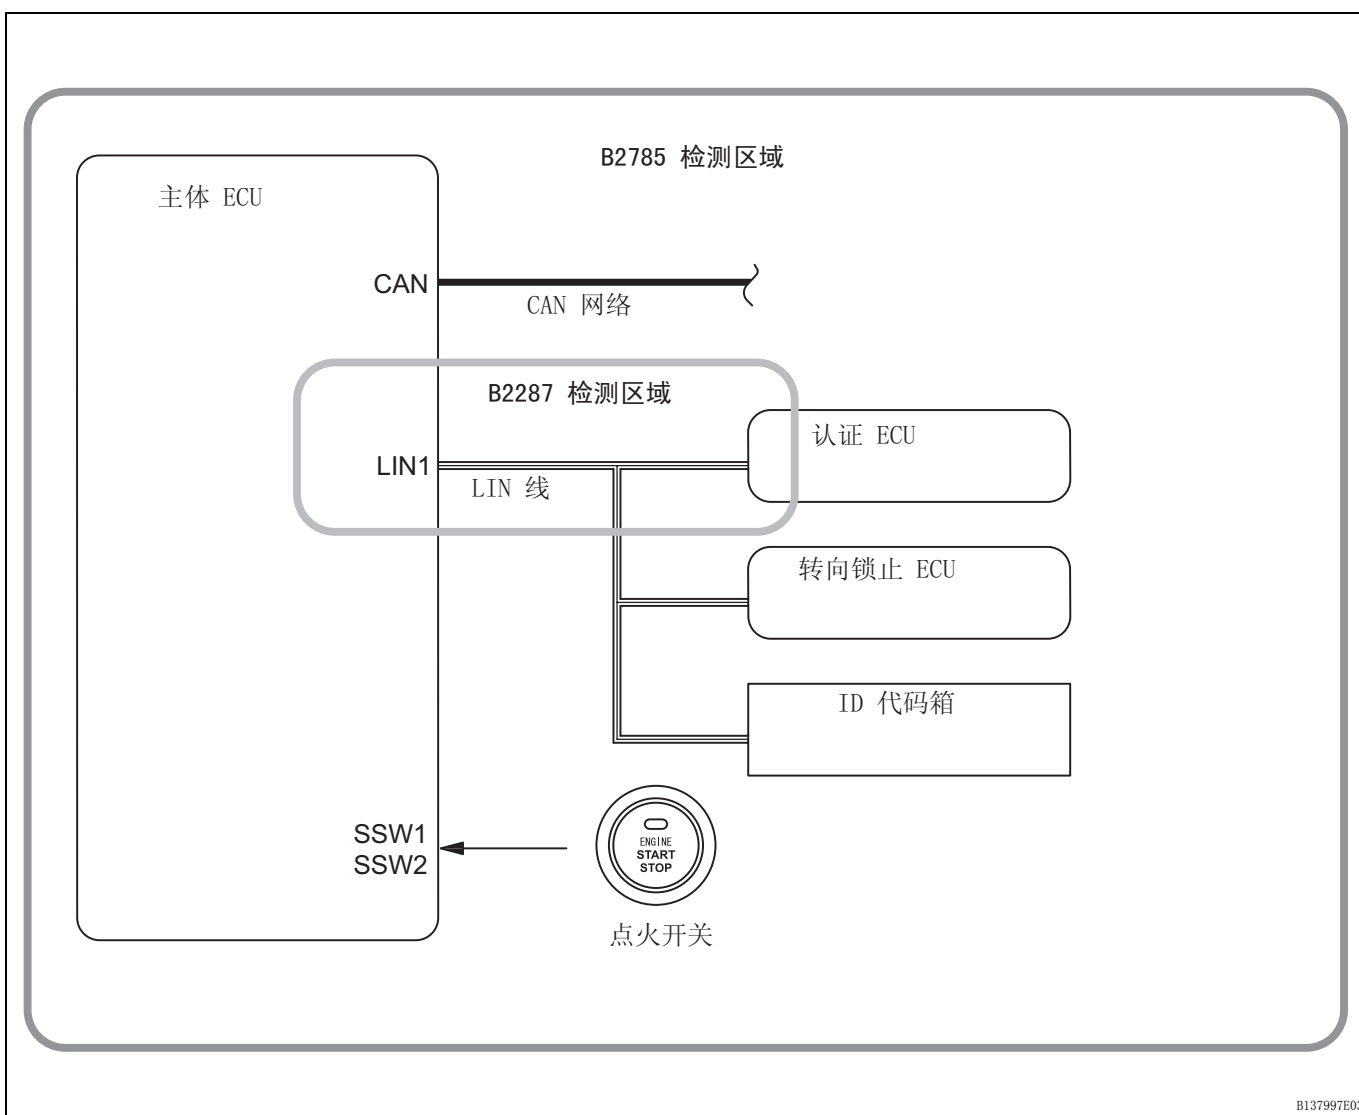 B2785 检测区域
主体 ECU
CAN
CAN 网络
B2287 检测区域
认证 ECU
LIN1
LIN 线
转向锁止 ECU
ID 代码箱
SSW1
SSW2
ENGINE
START
STOP
点火开关